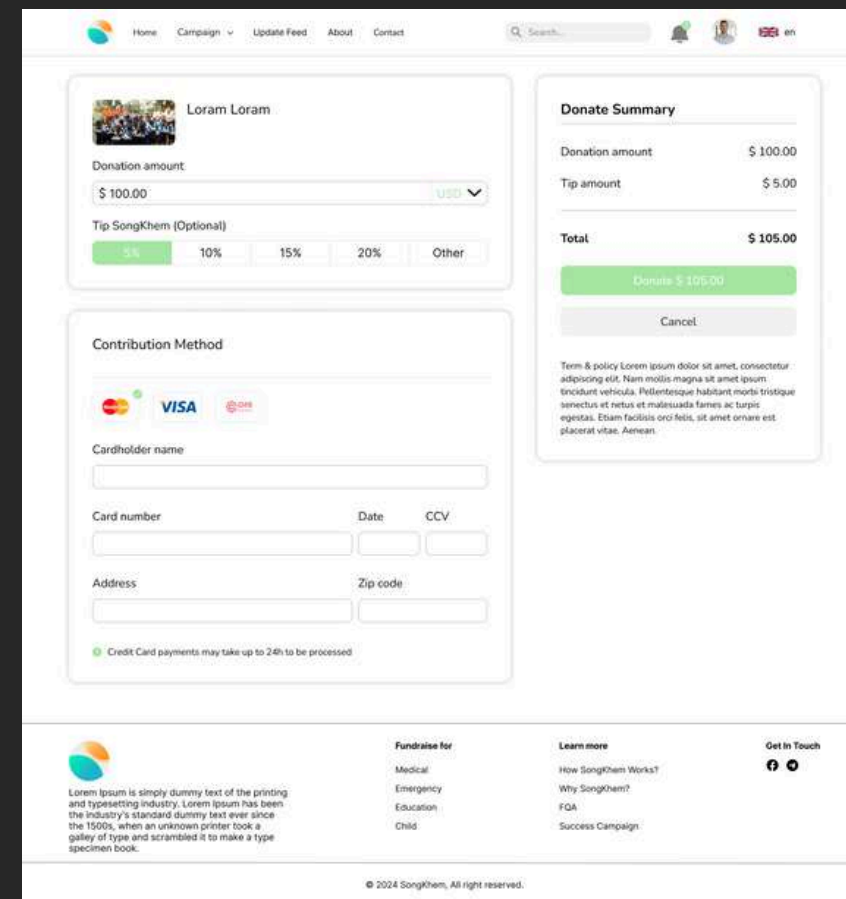 Home Campaign Update Feed About Contact Search... en
Loram Loram
Donation amount
$ 100.00 USD
Tip SongKhem (Optional)
5% 10% 15% 20% Other
Contribution Method
VISA
Cardholder name
Card number Date CCV
Address Zip code
Credit Card payments may take up to 24h to be processed
Donate Summary
Donation amount $ 100.00
Tip amount $ 5.00
Total $ 105.00
Donate $ 105.00
Cancel
Term & policy Lorem ipsum dolor sit amet, consectetur
adipiscing elit. Nam mollis magna sit amet ipsum
tincidunt vehicula. Pellentesque habitant morbi tristique
senectus et netus et malesuada fames ac turpis
egestas. Etiam facilisis orci felis, sit amet ornare est
placerat vitae. Aenean.
Lorem Ipsum is simply dummy text of the printing
and typesetting industry. Lorem Ipsum has been
the industry's standard dummy text ever since
the 1500s, when an unknown printer took a
galley of type and scrambled it to make a type
specimen book.
Fundraise for
Medical
Emergency
Education
Child
Learn more
How SongKhem Works?
Why SongKhem?
FQA
Success Campaign
Get In Touch
© 2024 SongKhem, All right reserved.